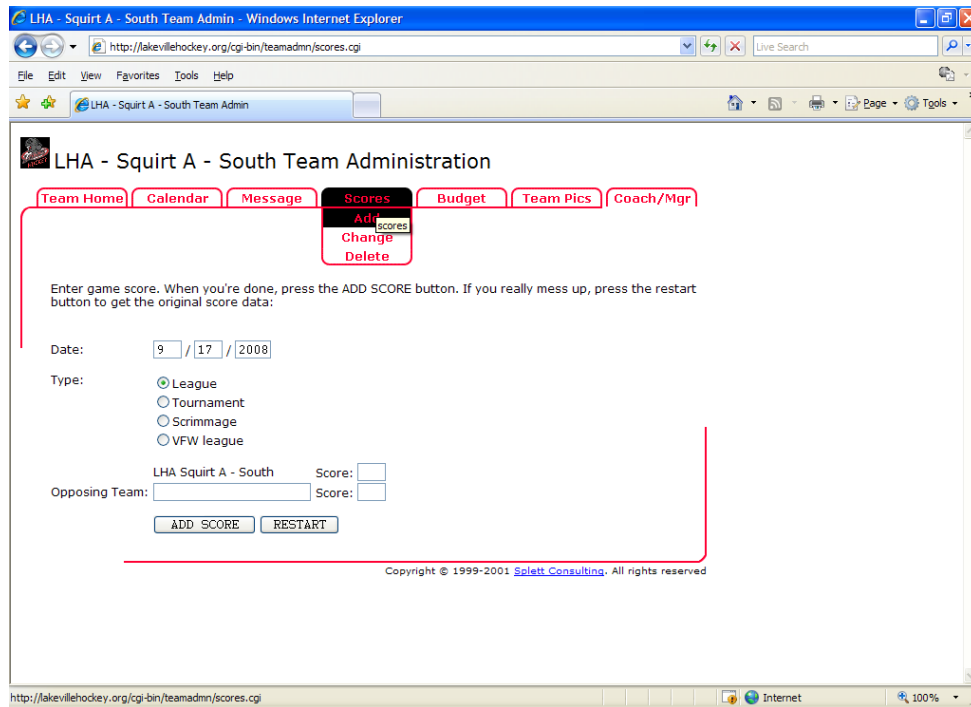 LHA - Squirt A - South Team Admin - Windows Internet Explorer
http://lakevillehockey.org/cgi-bin/teamadmn/scores.cgi
Live Search
File Edit View Favorites Tools Help
LHA - Squirt A - South Team Admin
Page Tools
LHA - Squirt A - South Team Administration
Team Home Calendar Message Scores Budget Team Pics Coach/Mgr
Add
scores
Change
Delete
Enter game score. When you're done, press the ADD SCORE button. If you really mess up, press the restart
button to get the original score data:
Date: 9 / 17 / 2008
Type:
League
Tournament
Scrimmage
VFW league
LHA Squirt A - South Score:
Opposing Team: Score:
ADD SCORE RESTART
Copyright © 1999-2001 Splett Consulting. All rights reserved
http://lakevillehockey.org/cgi-bin/teamadmn/scores.cgi Internet 100%